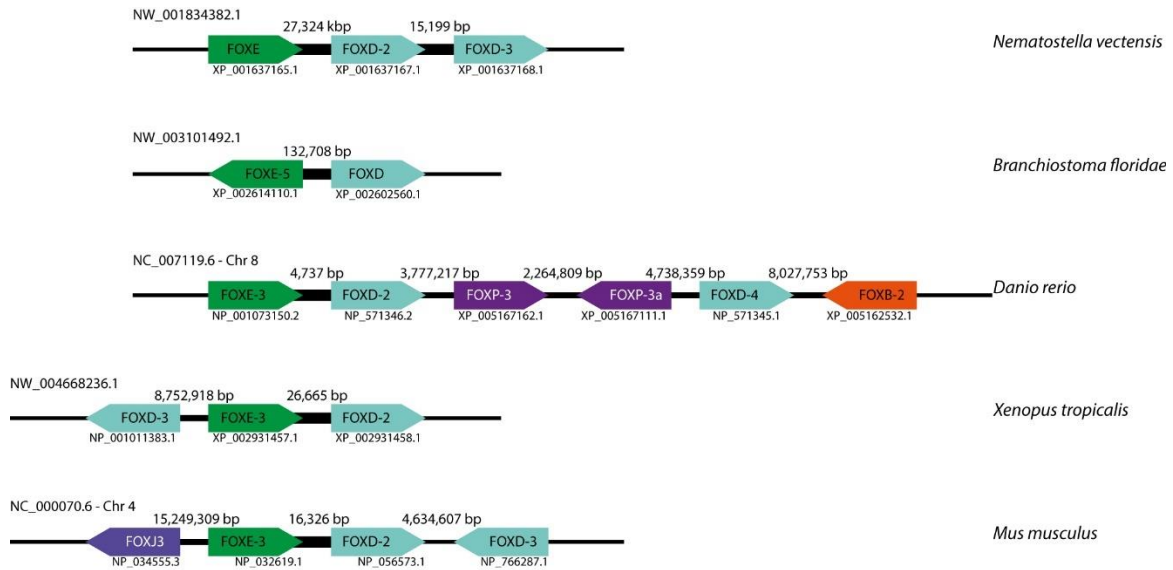 NW_001834382.1
27,324 kbp 15,199 bp
FOXE FOXD-2 FOXD-3 Nematostella vectensis
XP_001637165.1 XP_001637167.1 XP_001637168.1
NW_003101492.1
132,708 bp
FOXE-5 FOXD Branchiostoma floridae
XP_002614110.1 XP_002602560.1
NC_007119.6 - Chr 8
4,737 bp 3,777,217 bp 2,264,809 bp 4,738,359 bp 8,027,753 bp
FOXE-3 FOXD-2 FOXP-3 FOXP-3a FOXD-4 FOXB-2 Danio rerio
NP_001073150.2 NP_571346.2 XP_005167162.1 XP_005167111.1 NP_571345.1 XP_005162532.1
NW_004668236.1
8,752,918 bp 26,665 bp
FOXD-3 FOXE-3 FOXD-2 Xenopus tropicalis
NP_001011383.1 XP_002931457.1 XP_002931458.1
NC_000070.6 - Chr 4
15,249,309 bp 16,326 bp 4,634,607 bp
FOXJ3 FOXE-3 FOXD-2 FOXD-3 Mus musculus
NP_034555.3 NP_032619.1 NP_056573.1 NP_766287.1